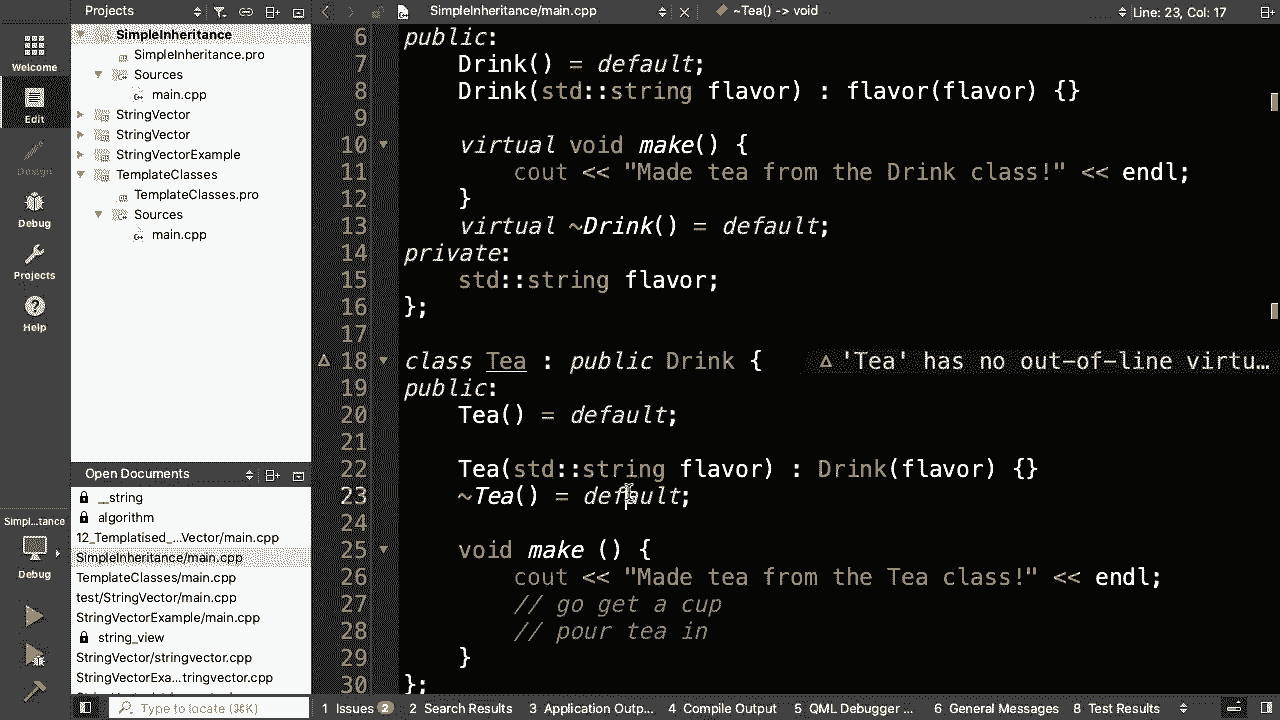 Projects
SimpleInheritance/main.cpp
~Tea() -> void
Line: 23, Col: 17
Welcome
Edit
Design
Debug
Projects
Help
Simpl...tance
Debug
SimpleInheritance
SimpleInheritance.pro
Sources
main.cpp
StringVector
StringVector
StringVectorExample
TemplateClasses
TemplateClasses.pro
Sources
main.cpp
Open Documents
__string
algorithm
12_Templatised_...Vector/main.cpp
SimpleInheritance/main.cpp
TemplateClasses/main.cpp
test/StringVector/main.cpp
StringVectorExample/main.cpp
string_view
StringVector/stringvector.cpp
StringVectorExa...tringvector.cpp
6 public:
7 Drink() = default;
8 Drink(std::string flavor) : flavor(flavor) {}
9
10 virtual void make() {
11 cout << "Made tea from the Drink class!" << endl;
12 }
13 virtual ~Drink() = default;
14 private:
15 std::string flavor;
16 };
17
18 class Tea : public Drink { 'Tea' has no out-of-line virtu...
19 public:
20 Tea() = default;
21
22 Tea(std::string flavor) : Drink(flavor) {}
23 ~Tea() = default;
24
25 void make () {
26 cout << "Made tea from the Tea class!" << endl;
27 // go get a cup
28 // pour tea in
29 }
30 };
Type to locate (⌘K)
1 Issues 2
2 Search Results
3 Application Outp...
4 Compile Output
5 QML Debugger ...
6 General Messages
8 Test Results